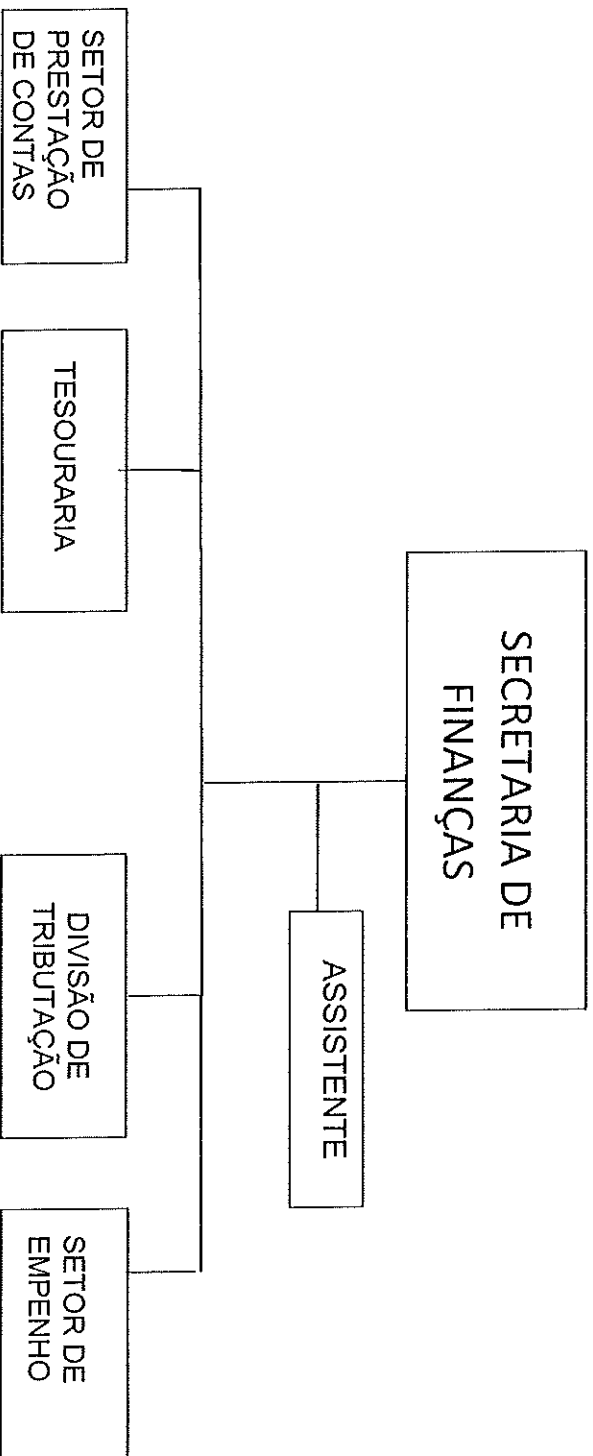 SECRETARIA DE
FINANÇAS
ASSISTENTE
SETOR DE
PRESTAÇÃO
DE CONTAS
TESOURARIA
DIVISÃO DE
TRIBUTAÇÃO
SETOR DE
EMPENHO